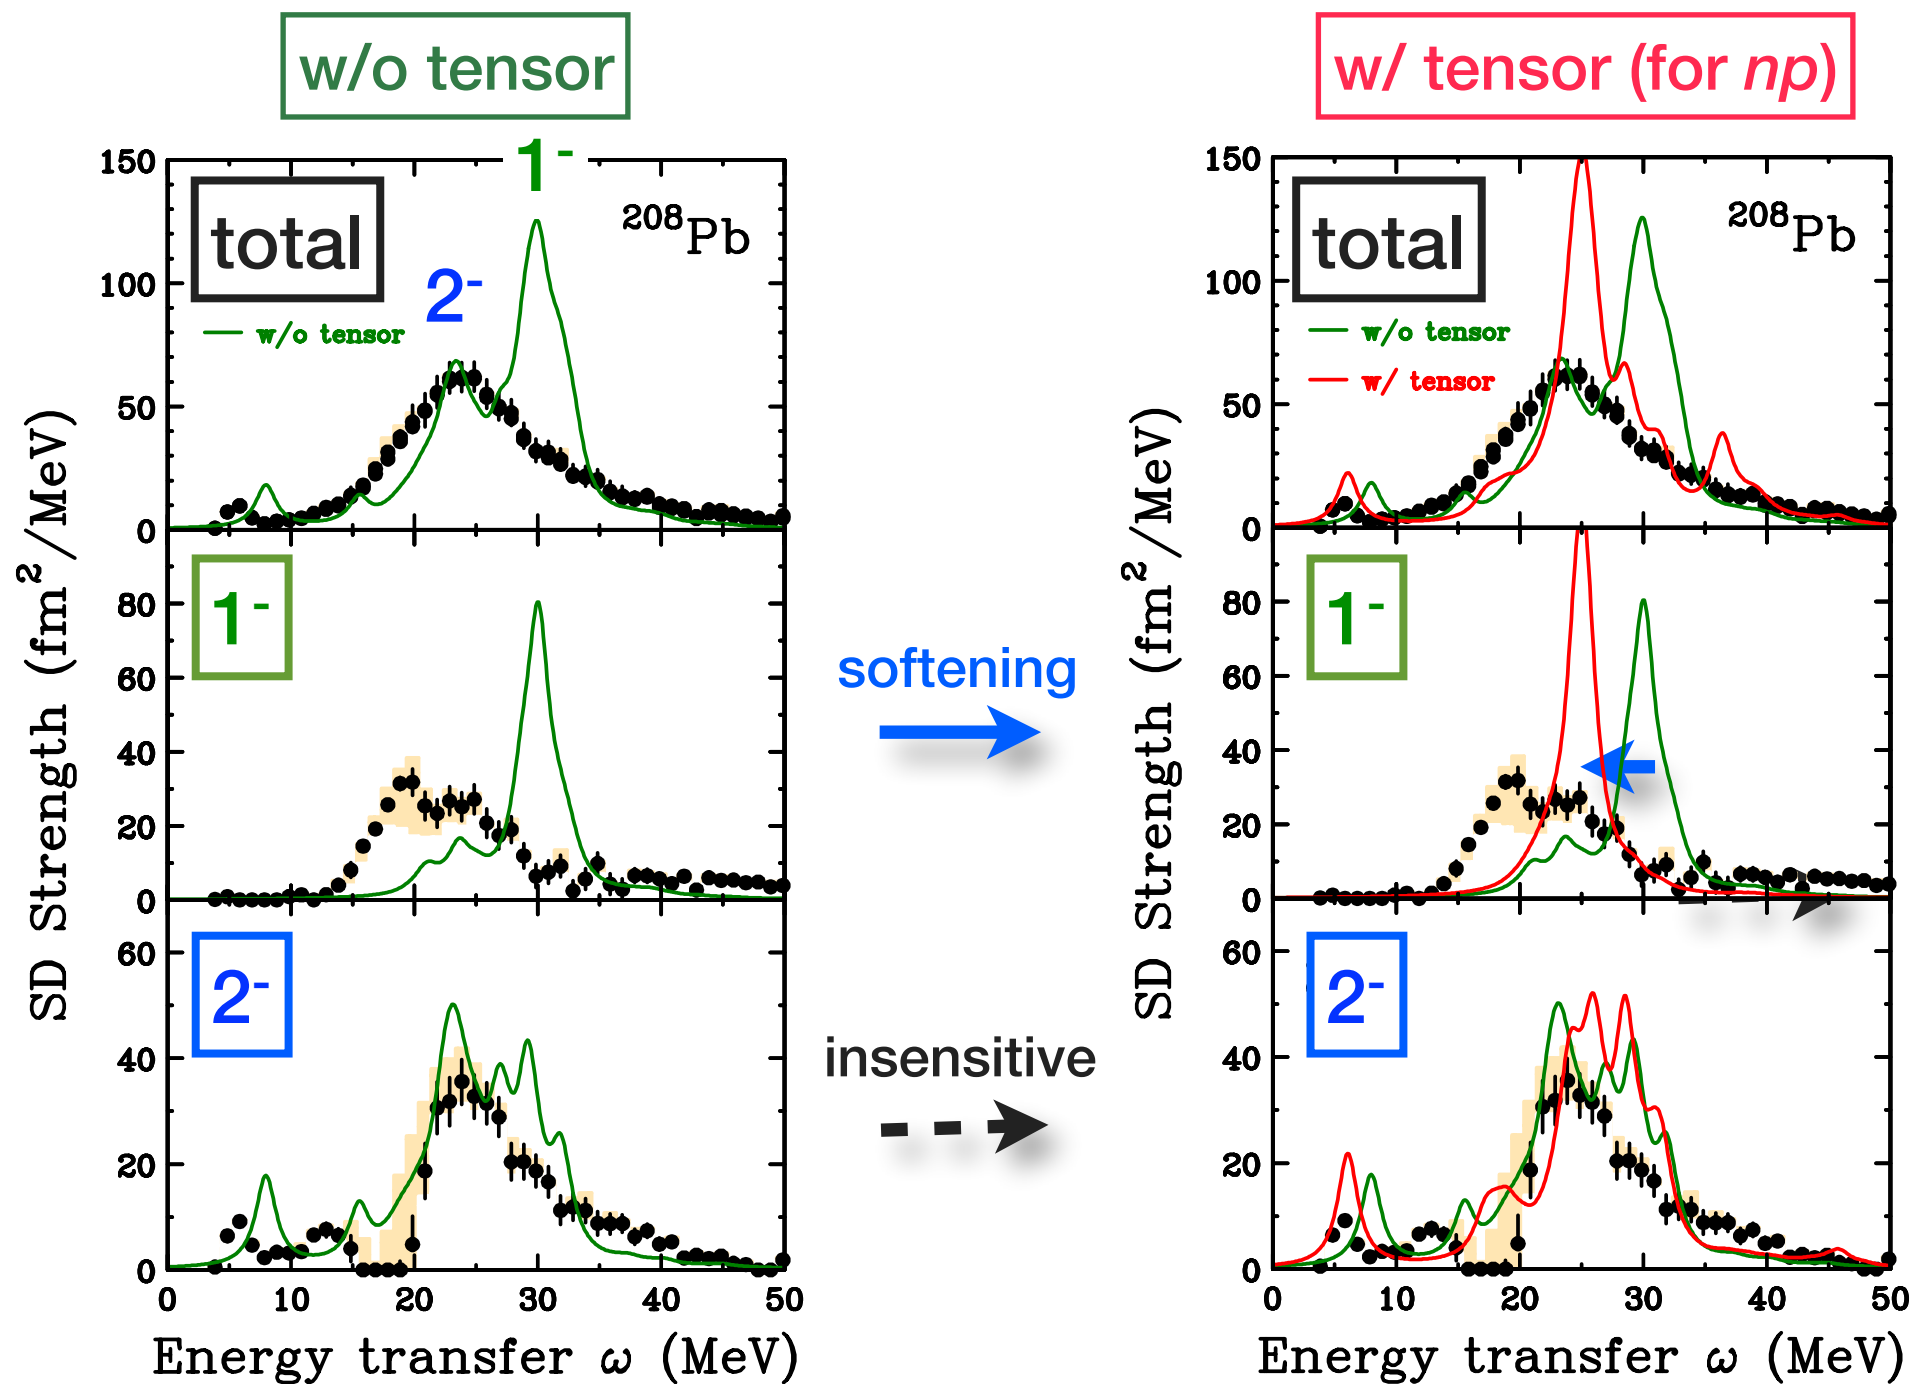 w/o tensor
w/ tensor (for np)
1-
150
total
208Pb
2-
w/o tensor
100
50
0
1-
80
60
40
20
0
2-
60
40
20
0
0 10 20 30 40 50
Energy transfer ω (MeV)
SD Strength (fm2/MeV)
softening
insensitive
150
total
208Pb
w/o tensor
w/ tensor
100
50
0
1-
80
60
40
20
0
2-
60
40
20
0
0 10 20 30 40 50
Energy transfer ω (MeV)
SD Strength (fm2/MeV)